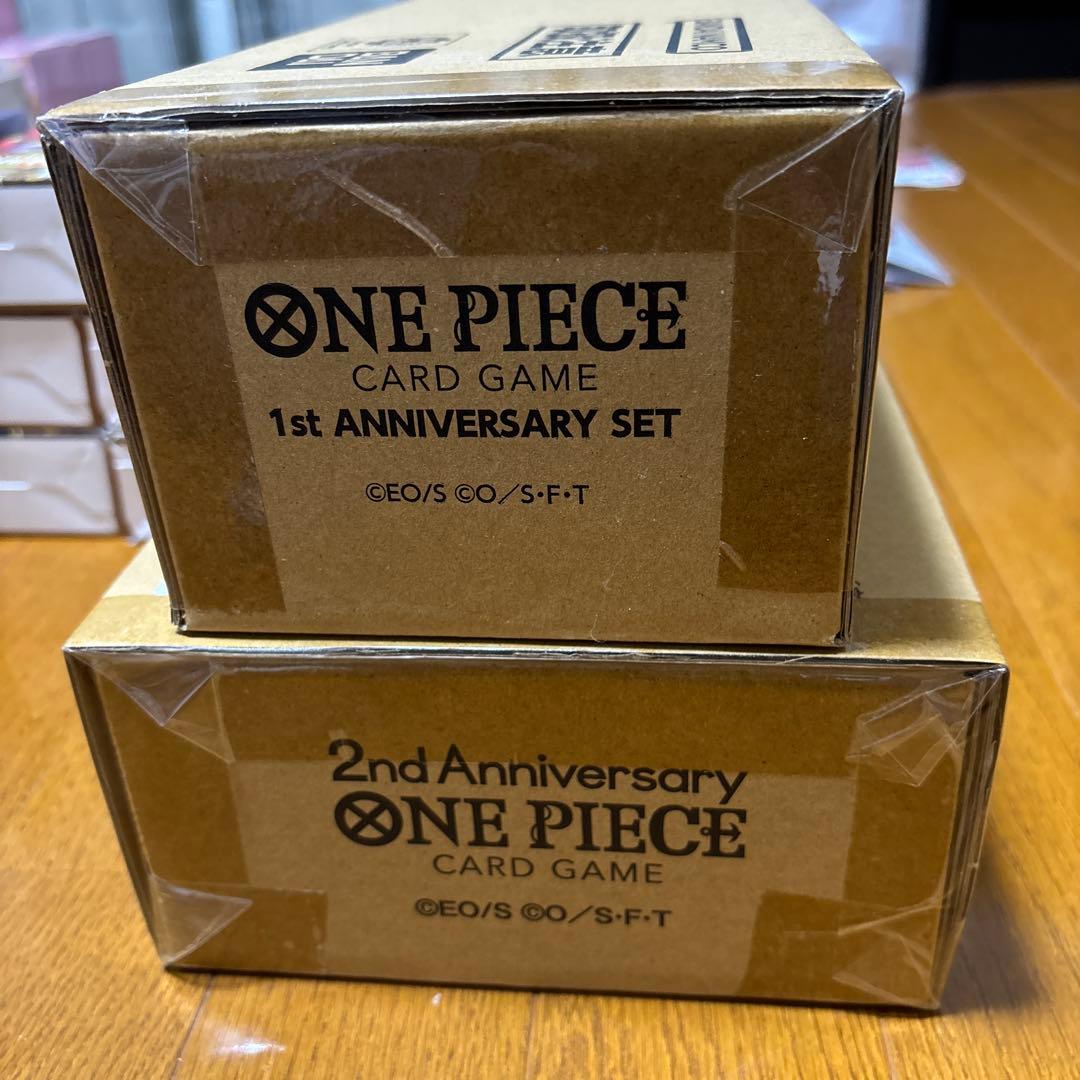 ONE PIECE
CARD GAME
1st ANNIVERSARY SET
©EO/S ©O／S・F・T
2nd Anniversary
ONE PIECE
CARD GAME
©EO/S ©O／S・F・T